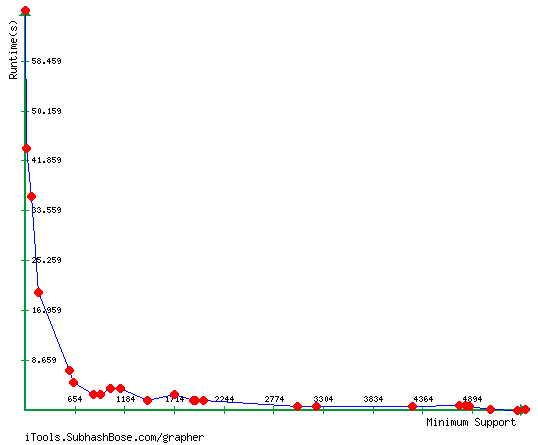 Runtime(s)
58.459
50.159
41.859
33.559
25.259
16.959
8.659
654 1184 1714 2244 2774 3304 3834 4364 4894
Minimum Support
iTools.SubhashBose.com/grapher